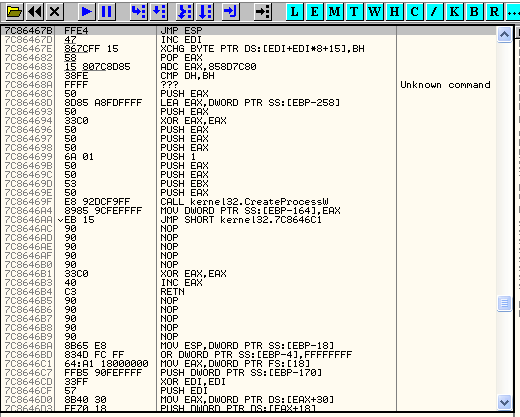 L E M T W H C / K B R ...
7C86467B FFE4 JMP ESP
7C86467D 47 INC EDI
7C86467E 867CFF 15 XCHG BYTE PTR DS:[EDI+EDI*8+15],BH
7C864682 58 POP EAX
7C864683 15 807C8D85 ADC EAX,858D7C80
7C864688 38FE CMP DH,BH
7C86468A FFFF ??? Unknown command
7C86468C 50 PUSH EAX
7C86468D 8D85 A8FDFFFF LEA EAX,DWORD PTR SS:[EBP-258]
7C864693 50 PUSH EAX
7C864694 33C0 XOR EAX,EAX
7C864696 50 PUSH EAX
7C864697 50 PUSH EAX
7C864698 50 PUSH EAX
7C864699 6A 01 PUSH 1
7C86469B 50 PUSH EAX
7C86469C 50 PUSH EAX
7C86469D 53 PUSH EBX
7C86469E 50 PUSH EAX
7C86469F E8 92DCF9FF CALL kernel32.CreateProcessW
7C8646A4 8985 9CFEFFFF MOV DWORD PTR SS:[EBP-164],EAX
7C8646AA EB 15 JMP SHORT kernel32.7C8646C1
7C8646AC 90 NOP
7C8646AD 90 NOP
7C8646AE 90 NOP
7C8646AF 90 NOP
7C8646B0 90 NOP
7C8646B1 33C0 XOR EAX,EAX
7C8646B3 40 INC EAX
7C8646B4 C3 RETN
7C8646B5 90 NOP
7C8646B6 90 NOP
7C8646B7 90 NOP
7C8646B8 90 NOP
7C8646B9 90 NOP
7C8646BA 8B65 E8 MOV ESP,DWORD PTR SS:[EBP-18]
7C8646BD 834D FC FF OR DWORD PTR SS:[EBP-4],FFFFFFFF
7C8646C1 64:A1 18000000 MOV EAX,DWORD PTR FS:[18]
7C8646C7 FFB5 90FEFFFF PUSH DWORD PTR SS:[EBP-170]
7C8646CD 33FF XOR EDI,EDI
7C8646CF 57 PUSH EDI
7C8646D0 8B40 30 MOV EAX,DWORD PTR DS:[EAX+30]
7C8646D3 FF70 18 PUSH DWORD PTR DS:[EAX+18]